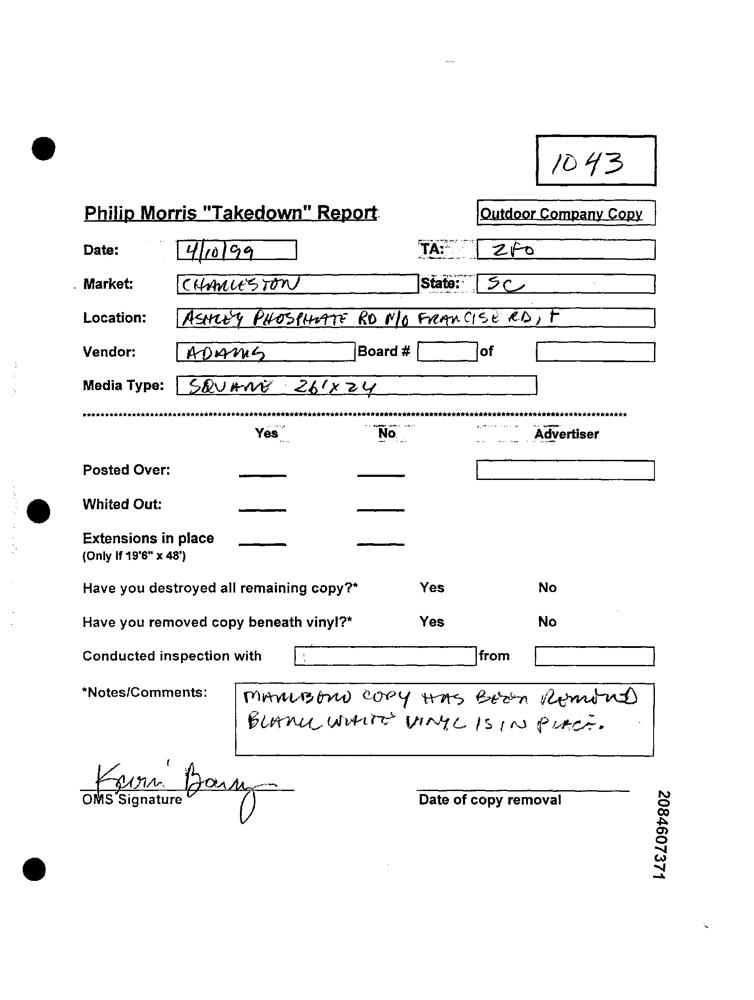 1043
Philip Morris "Takedown" Report
Outdoor Company Copy
Date: 4/10/99 TA: ZFO
Market: CHARLESTON State: SC
Location: ASHLEY PHOSPHATE RD N/O FRANCISE RD, F
Vendor: ADAMS Board # of
Media Type: SQUARE 26'x24
Yes No Advertiser
Posted Over:
Whited Out:
Extensions in place
(Only If 19'6" x 48')
Have you destroyed all remaining copy?* Yes No
Have you removed copy beneath vinyl?* Yes No
Conducted inspection with from
*Notes/Comments: MARLBORO COPY HAS BEEN REMOVED
BLANK WHITE VINYL IS IN PLACE.
OMS Signature Date of copy removal
2084607371